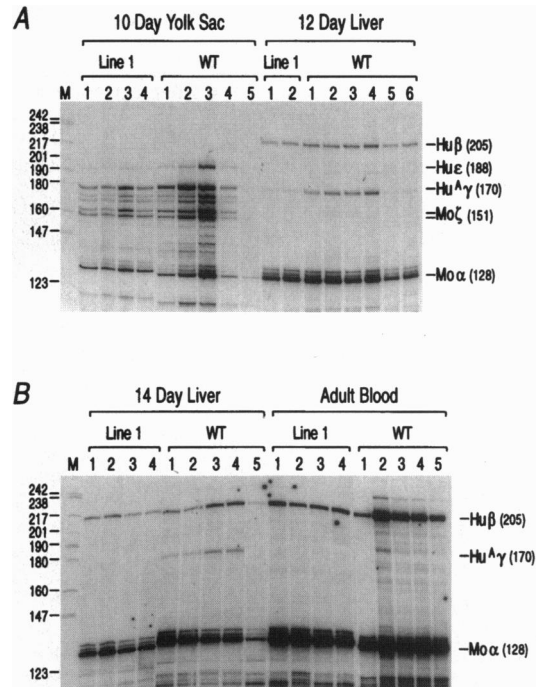 A
10 Day Yolk Sac 12 Day Liver
Line 1 WT Line 1 WT
M 1 2 3 4 1 2 3 4 5 1 2 1 2 3 4 5 6
242
238
217
201
190
180
160
147
123
Huβ (205)
Huε (188)
Hu^Aγ (170)
Moζ (151)
Moα (128)
B
14 Day Liver Adult Blood
Line 1 WT Line 1 WT
M 1 2 3 4 1 2 3 4 5 1 2 3 4 1 2 3 4 5
242
238
217
201
190
180
160
147
123
Huβ (205)
Hu^Aγ (170)
Moα (128)